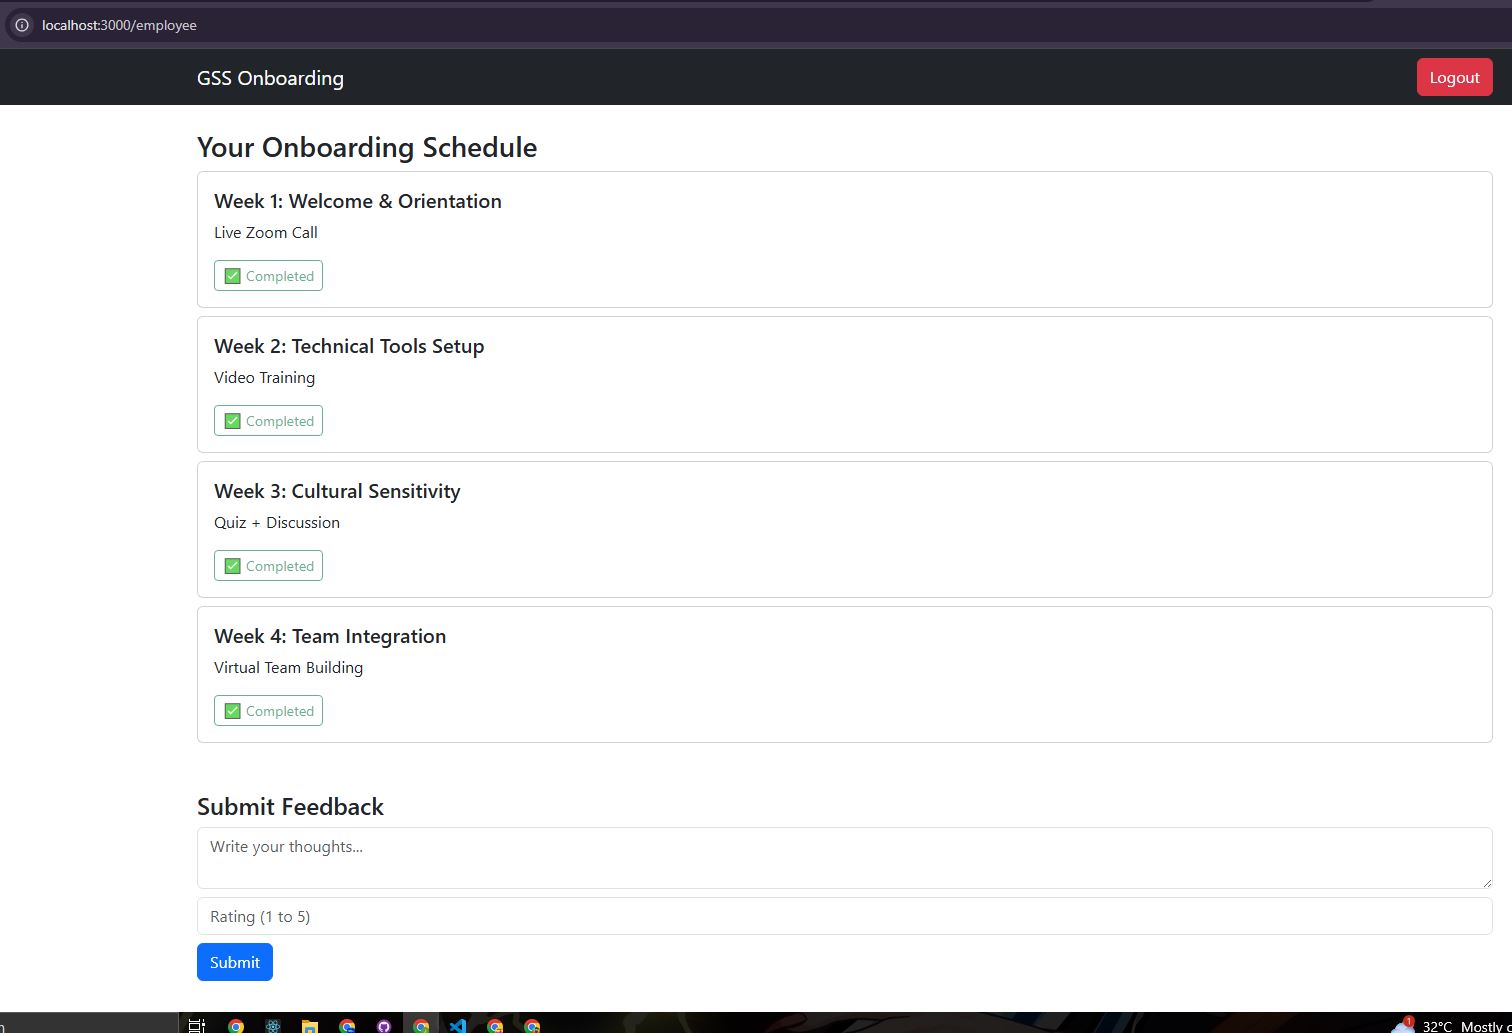 localhost:3000/employee
GSS Onboarding
Logout
Your Onboarding Schedule
Week 1: Welcome & Orientation
Live Zoom Call
✅ Completed
Week 2: Technical Tools Setup
Video Training
✅ Completed
Week 3: Cultural Sensitivity
Quiz + Discussion
✅ Completed
Week 4: Team Integration
Virtual Team Building
✅ Completed
Submit Feedback
Write your thoughts...
Rating (1 to 5)
Submit
1
32°C Mostly